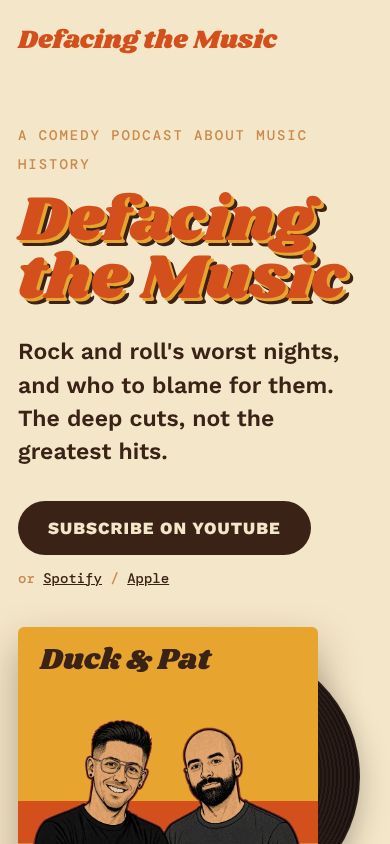 Defacing the Music
A COMEDY PODCAST ABOUT MUSIC
HISTORY
Defacing
the Music
Rock and roll's worst nights,
and who to blame for them.
The deep cuts, not the
greatest hits.
SUBSCRIBE ON YOUTUBE
or Spotify / Apple
Duck & Pat